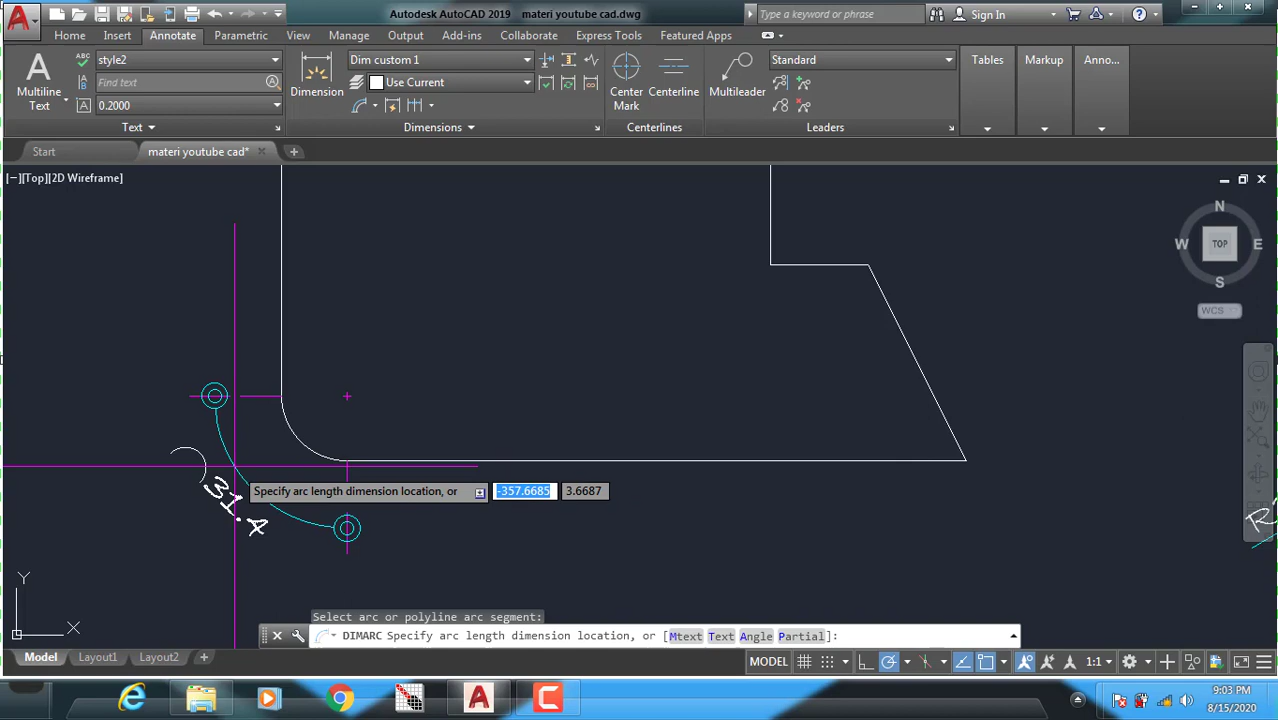 Autodesk AutoCAD 2019 materi youtube cad.dwg
Type a keyword or phrase
Sign In
Home Insert Annotate Parametric View Manage Output Add-ins Collaborate Express Tools Featured Apps
Multiline
Text
ABC
style2
Find text
0.2000
Text
Dimension
Dim custom 1
Use Current
Dimensions
Center
Mark
Centerline
Centerlines
Multileader
Standard
Leaders
Tables
Markup
Anno...
Start
materi youtube cad*
[−][Top][2D Wireframe]
N
W
TOP
E
S
WCS
31.4
Specify arc length dimension location, or
-357.6685
3.6687
R
Y
X
Select arc or polyline arc segment:
DIMARC Specify arc length dimension location, or [Mtext Text Angle Partial]:
Model
Layout1
Layout2
MODEL
1:1
9:03 PM
8/15/2020